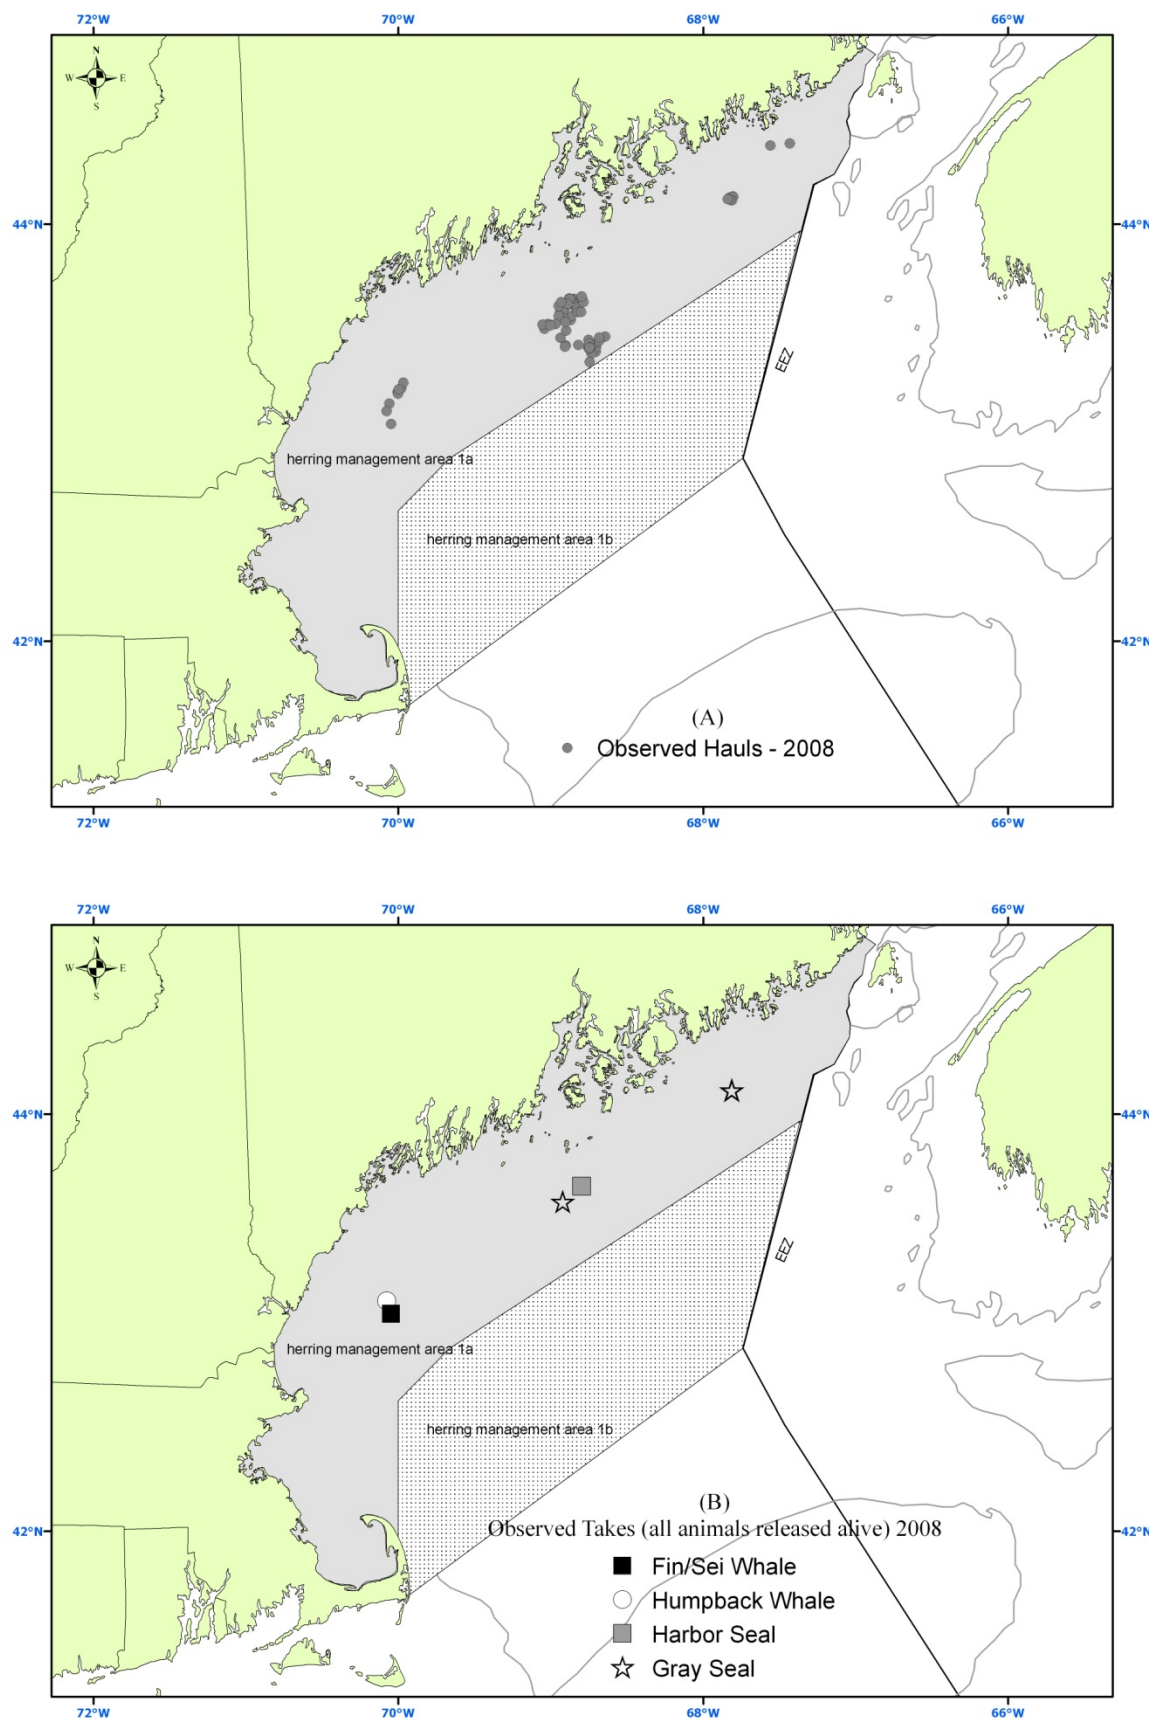 72°W 70°W 68°W 66°W
N
W E
S
44°N 44°N
EEZ
herring management area 1a
herring management area 1b
42°N 42°N
(A)
Observed Hauls - 2008
72°W 70°W 68°W 66°W
72°W 70°W 68°W 66°W
N
W E
S
44°N 44°N
EEZ
herring management area 1a
herring management area 1b
(B)
42°N 42°N
Observed Takes (all animals released alive) 2008
Fin/Sei Whale
Humpback Whale
Harbor Seal
Gray Seal
72°W 70°W 68°W 66°W